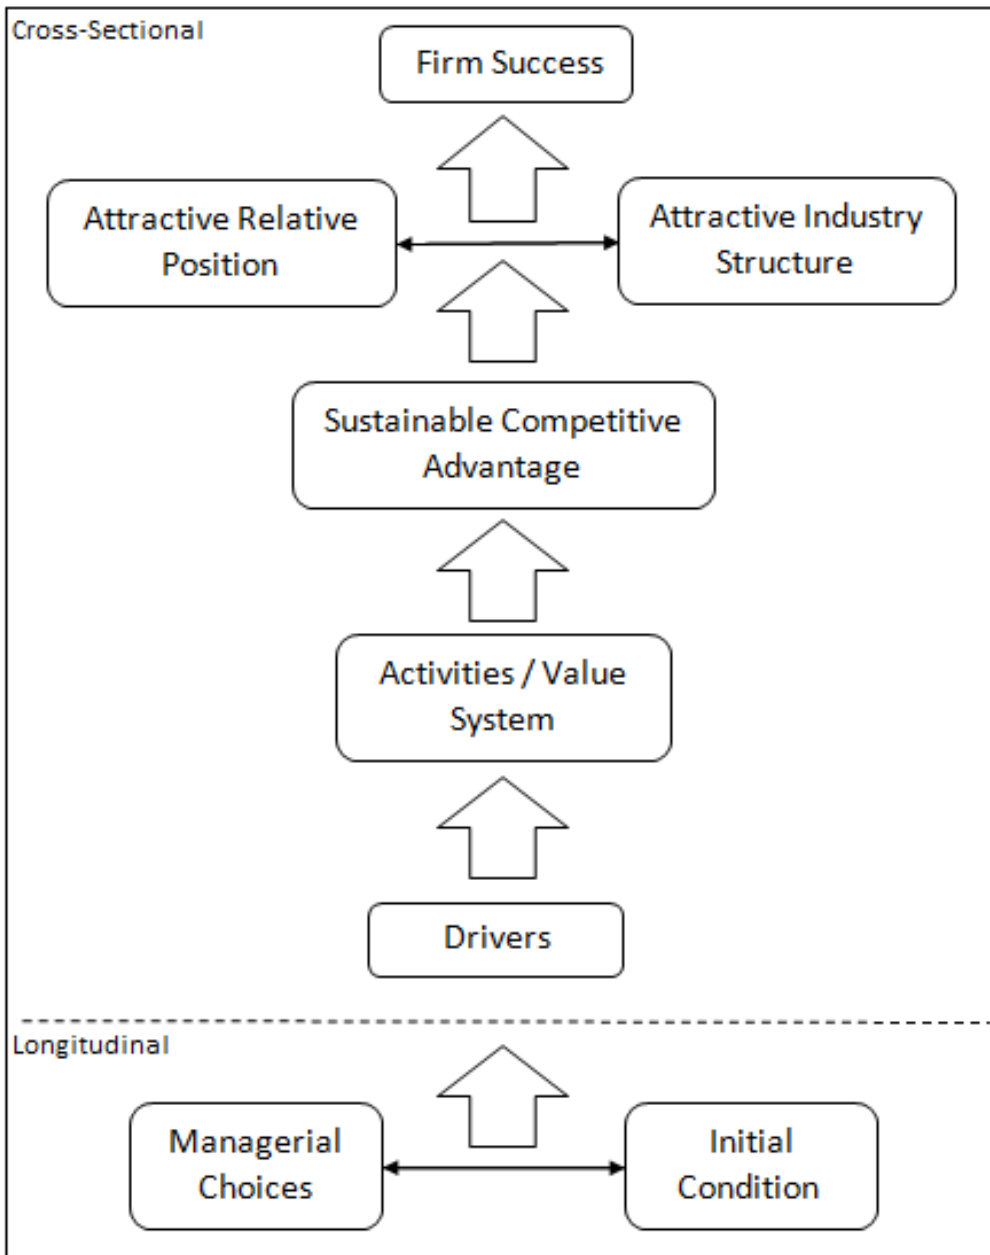 Cross-Sectional
Firm Success
Attractive Relative
Position
Attractive Industry
Structure
Sustainable Competitive
Advantage
Activities / Value
System
Drivers
Longitudinal
Managerial
Choices
Initial
Condition